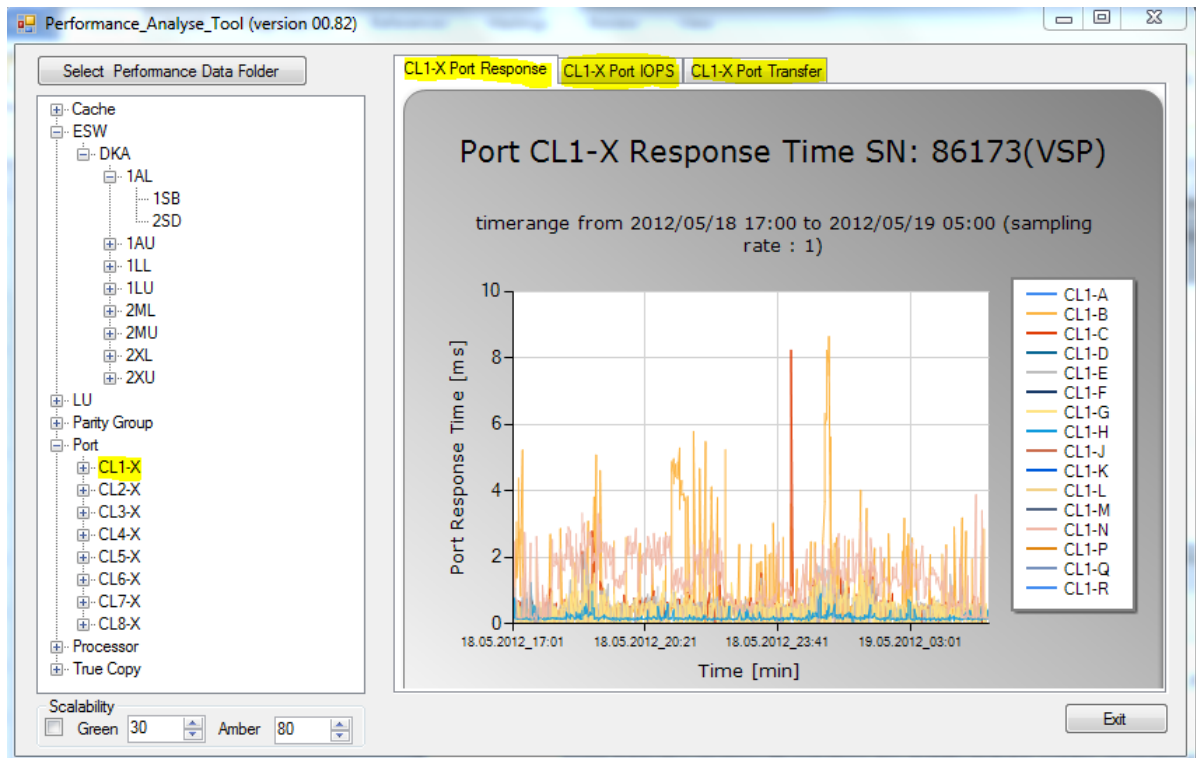 Performance_Analyse_Tool (version 00.82)
Select Performance Data Folder
Cache
ESW
DKA
1AL
1SB
2SD
1AU
1LL
1LU
2ML
2MU
2XL
2XU
LU
Parity Group
Port
CL1-X
CL2-X
CL3-X
CL4-X
CL5-X
CL6-X
CL7-X
CL8-X
Processor
True Copy
Scalability
Green 30 Amber 80
CL1-X Port Response CL1-X Port IOPS CL1-X Port Transfer
Port CL1-X Response Time SN: 86173(VSP)
timerange from 2012/05/18 17:00 to 2012/05/19 05:00 (sampling
rate : 1)
Port Response Time [ms]
10
8
6
4
2
0
18.05.2012_17:01 18.05.2012_20:21 18.05.2012_23:41 19.05.2012_03:01
Time [min]
CL1-A
CL1-B
CL1-C
CL1-D
CL1-E
CL1-F
CL1-G
CL1-H
CL1-J
CL1-K
CL1-L
CL1-M
CL1-N
CL1-P
CL1-Q
CL1-R
Exit